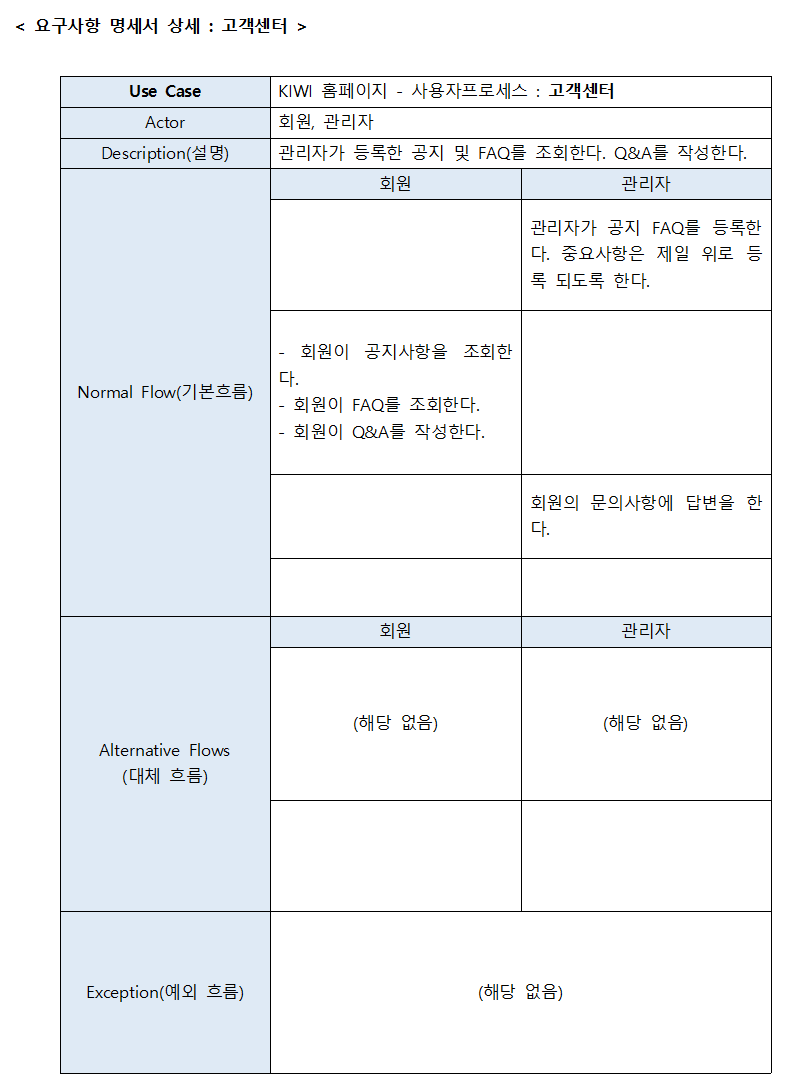 < 요구사항 명세서 상세 : 고객센터 >
Use Case
KIWI 홈페이지 - 사용자프로세스 : 고객센터
Actor
회원, 관리자
Description(설명)
관리자가 등록한 공지 및 FAQ를 조회한다. Q&A를 작성한다.
Normal Flow(기본흐름)
회원
관리자
관리자가 공지 FAQ를 등록한
다. 중요사항은 제일 위로 등
록 되도록 한다.
- 회원이 공지사항을 조회한
다.
- 회원이 FAQ를 조회한다.
- 회원이 Q&A를 작성한다.
회원의 문의사항에 답변을 한
다.
Alternative Flows
(대체 흐름)
회원
관리자
(해당 없음)
(해당 없음)
Exception(예외 흐름)
(해당 없음)